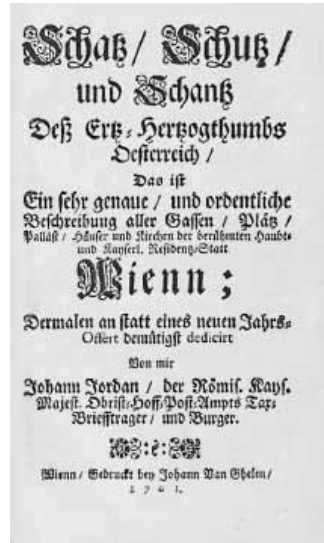 Schatz / Schutz /
und Schantz
Deß Ertz-Hertzogthumbs
Oesterreich /
Das ist
Ein sehr genaue / und ordentliche
Beschreibung aller Gassen / Plätz /
Palläst / Häuser und Kirchen der berühmten Haubt-
und Kayserl. Residentz-Statt
Wienn;
Dermalen an statt eines neuen Jahrs-
Offert demütigst dedicirt
Von mir
Johann Jordan / der Römis. Kays.
Majest. Obrist-Hoff-Post-Ampts Tax-
Brieffträger / und Burger.
Wienn / Gedruckt bey Johann Van Ghelen /
1701.